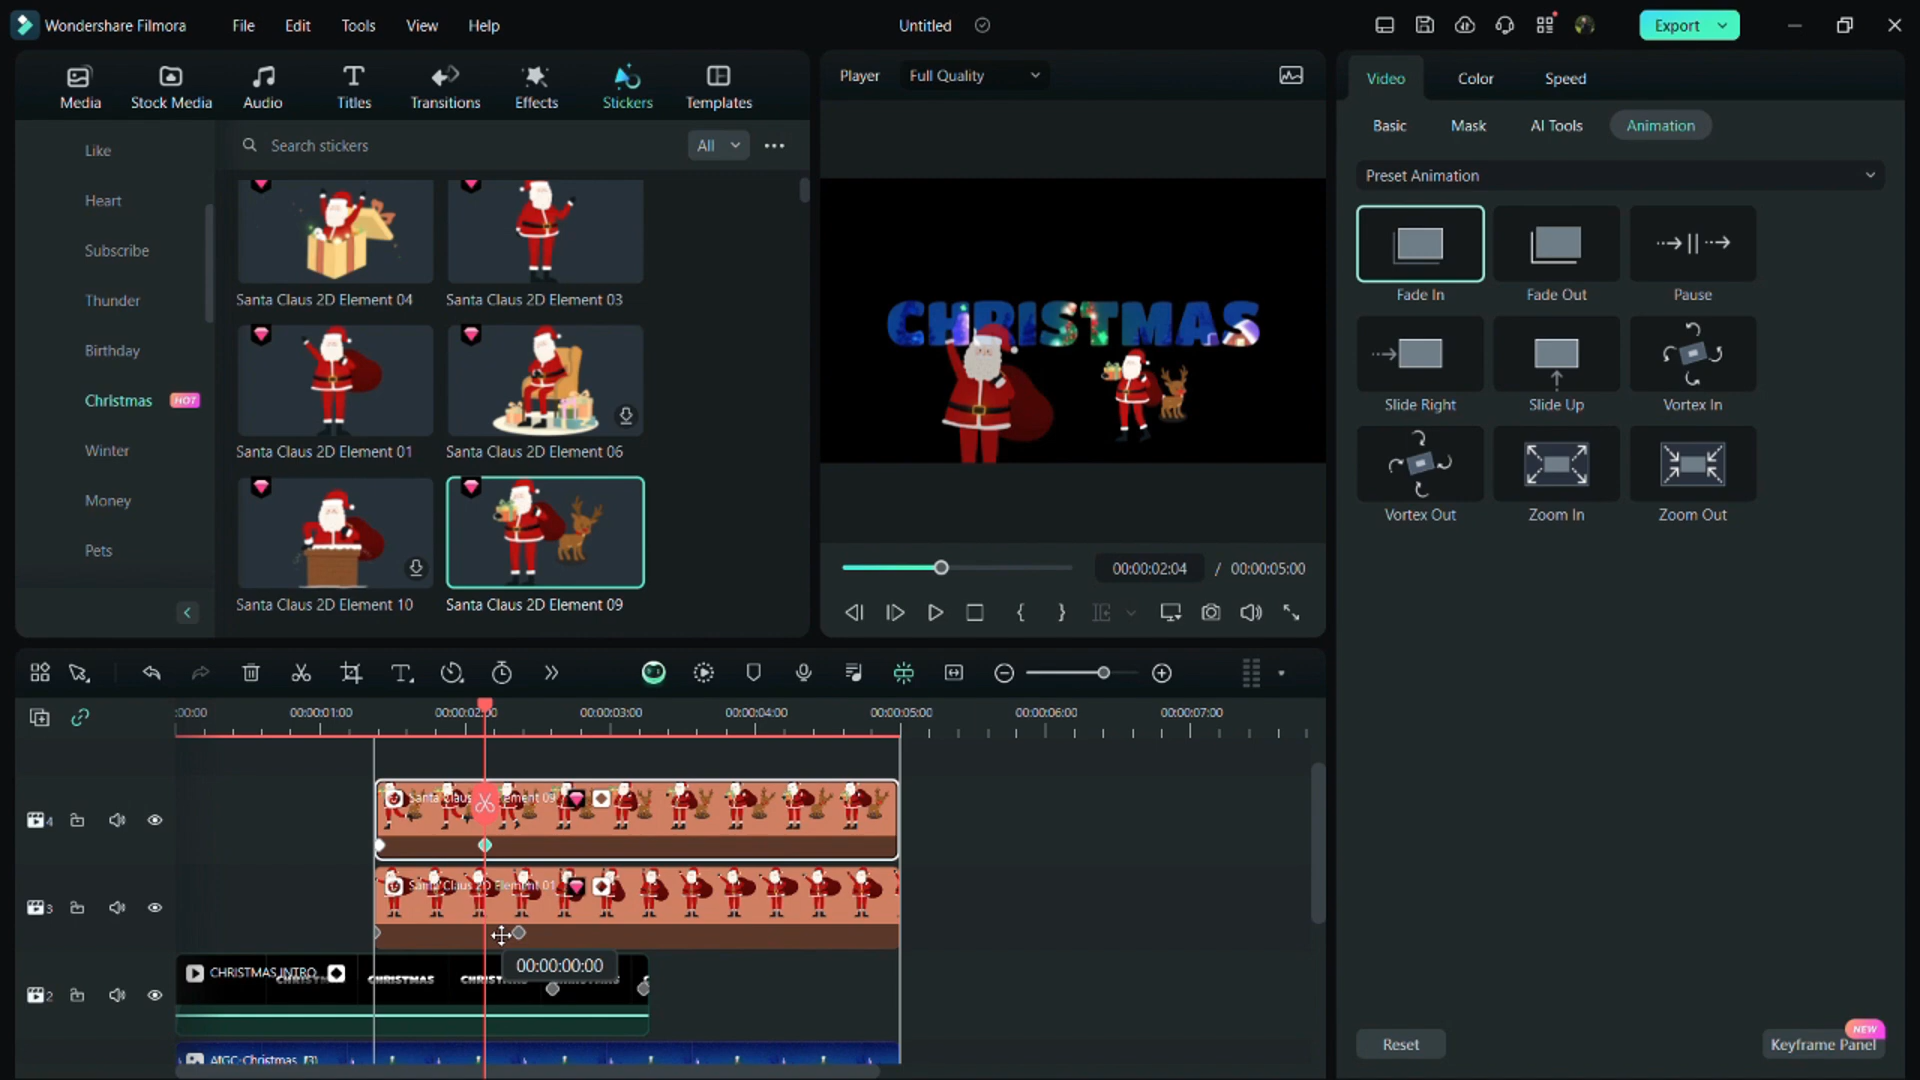 Wondershare Filmora
File
Edit
Tools
View
Help
Untitled
Export
Media
Stock Media
Audio
Titles
Transitions
Effects
Stickers
Templates
Player
Full Quality
Video
Color
Speed
Basic
Mask
AI Tools
Animation
Like
Heart
Subscribe
Thunder
Birthday
Christmas
HOT
Winter
Money
Pets
Search stickers
All
Santa Claus 2D Element 04
Santa Claus 2D Element 03
Santa Claus 2D Element 01
Santa Claus 2D Element 06
Santa Claus 2D Element 10
Santa Claus 2D Element 09
CHRISTMAS
00:00:02:04 / 00:00:05:00
Preset Animation
Fade In
Fade Out
Pause
Slide Right
Slide Up
Vortex In
Vortex Out
Zoom In
Zoom Out
:00:00
00:00:01:00
00:00:03:00
00:00:04:00
00:00:05:00
00:00:06:00
00:00:07:00
4
Santa Claus
ement 09
3
Santa Claus 2D Element 01
00:00:00:00
2
CHRISTMAS INTRO
CHRISTMAS
AIGC-Christmas (3)
Reset
NEW
Keyframe Panel